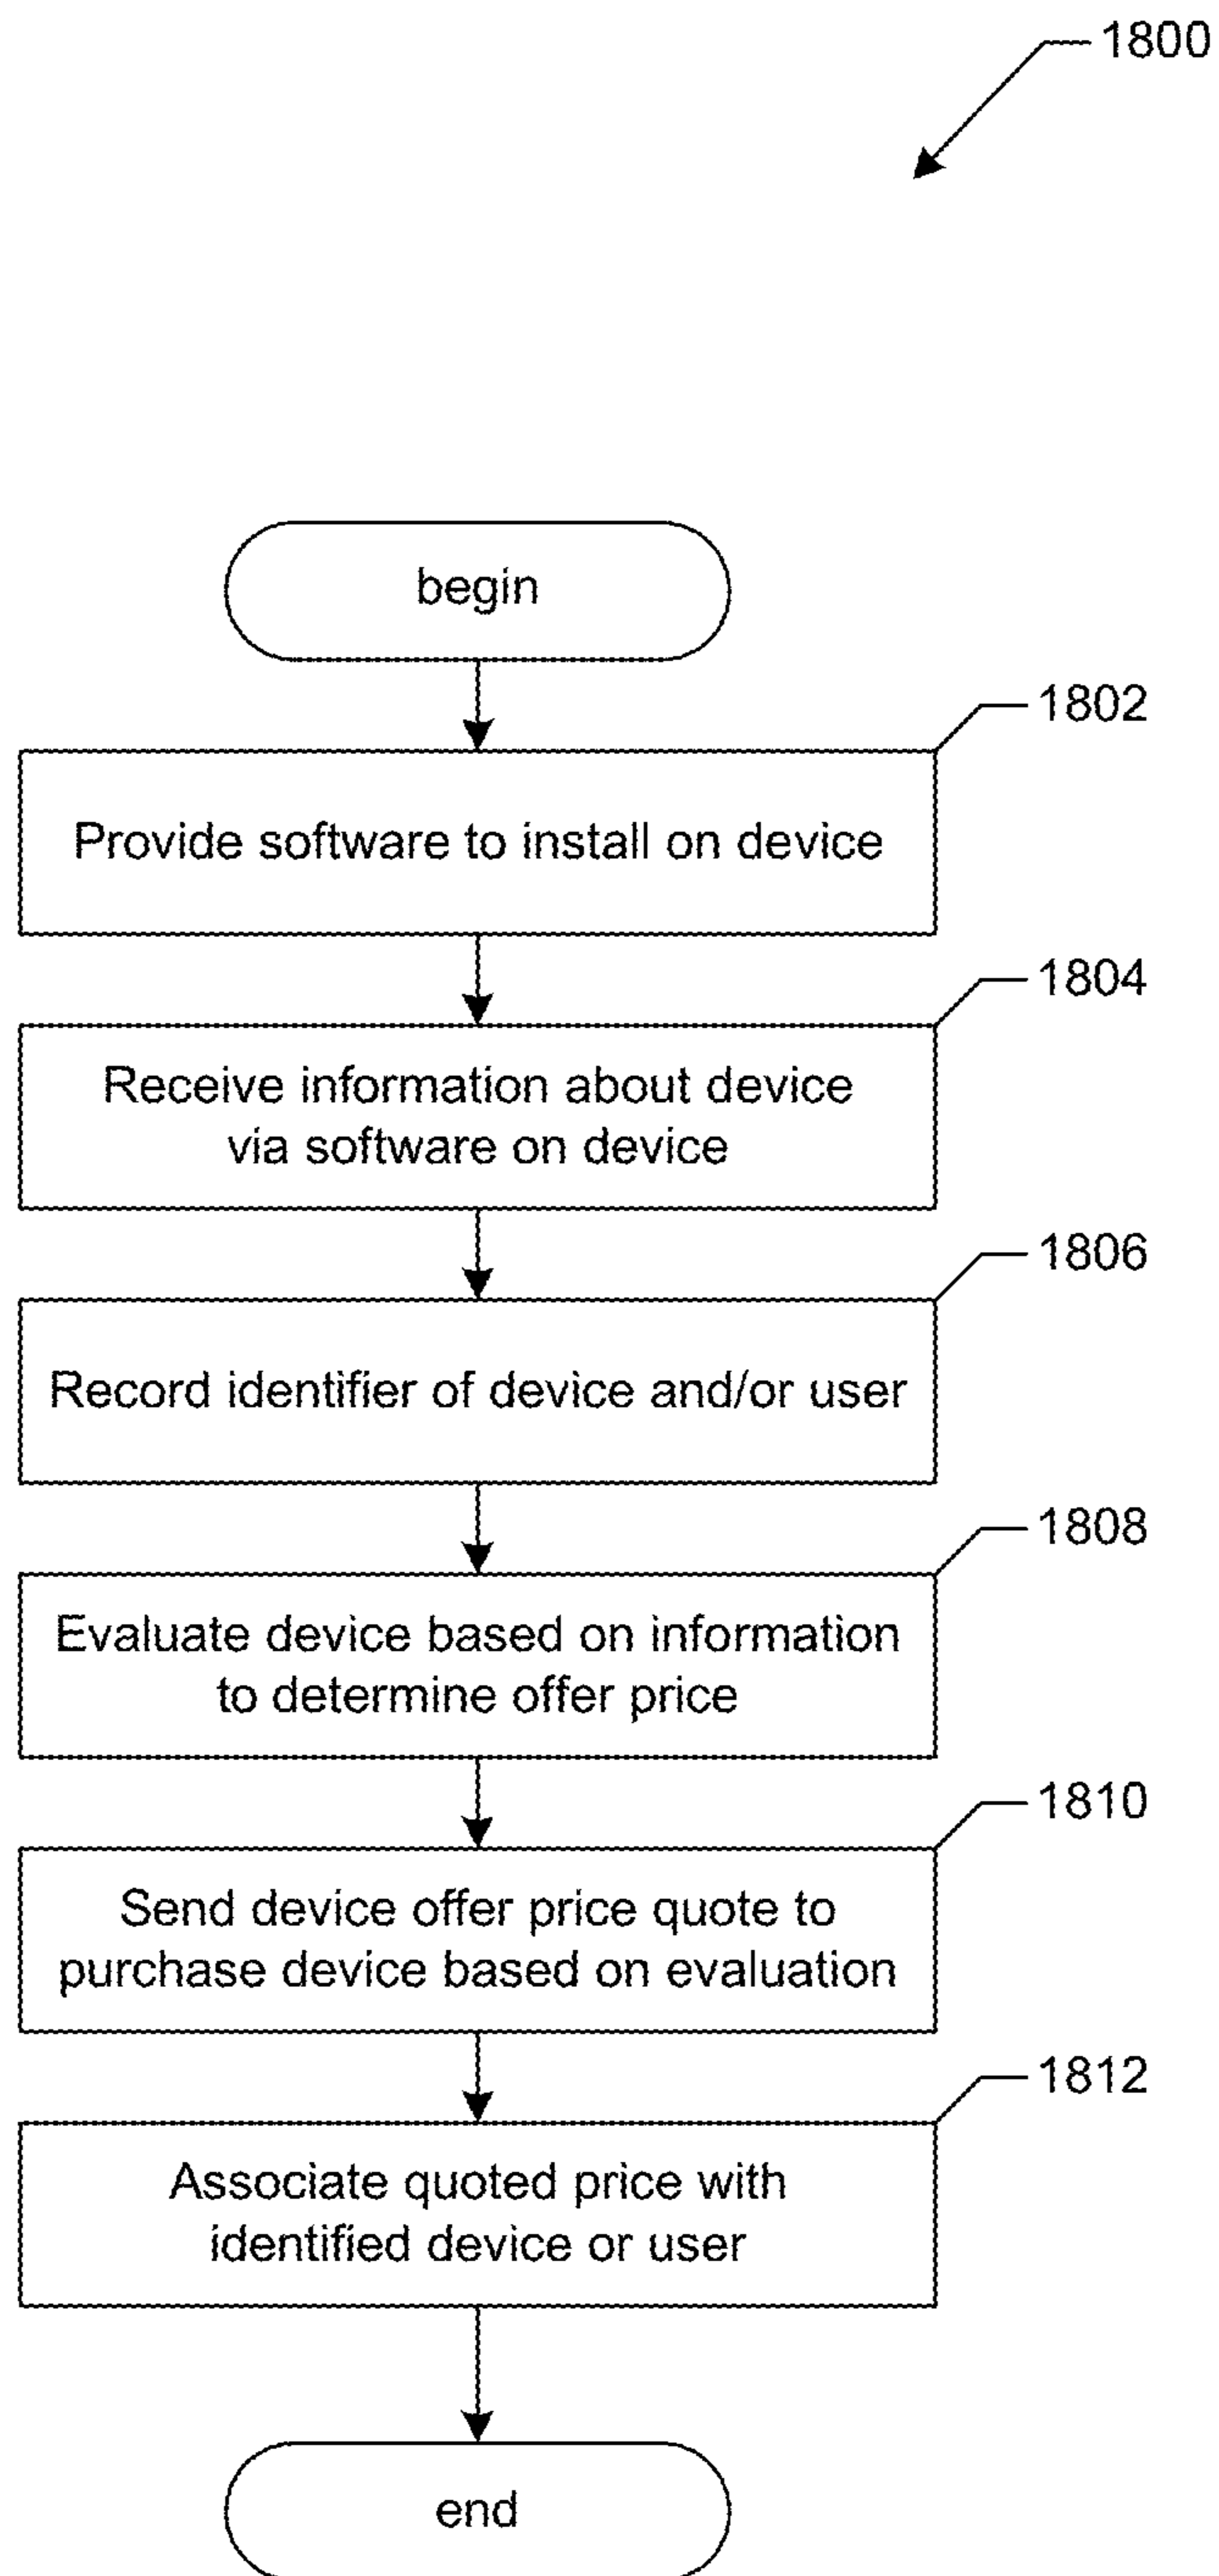 1800
begin
1802
Provide software to install on device
1804
Receive information about device
via software on device
1806
Record identifier of device and/or user
1808
Evaluate device based on information
to determine offer price
1810
Send device offer price quote to
purchase device based on evaluation
1812
Associate quoted price with
identified device or user
end